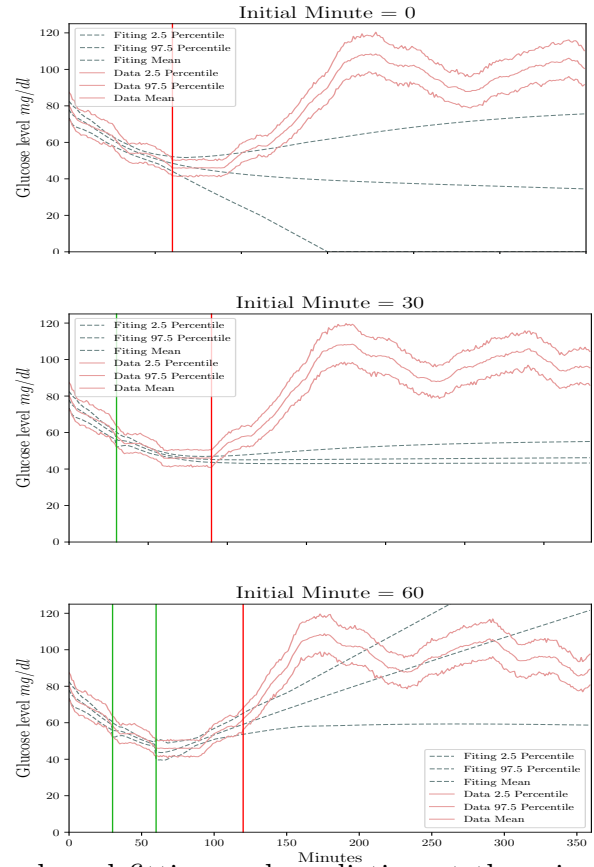 Initial Minute = 0
120
100
80
60
40
20
0
Glucose level mg/dl
Fiting 2.5 Percentile
Fiting 97.5 Percentile
Fiting Mean
Data 2.5 Percentile
Data 97.5 Percentile
Data Mean
Initial Minute = 30
120
100
80
60
40
20
0
Glucose level mg/dl
Fiting 2.5 Percentile
Fiting 97.5 Percentile
Fiting Mean
Data 2.5 Percentile
Data 97.5 Percentile
Data Mean
Initial Minute = 60
120
100
80
60
40
20
0
Glucose level mg/dl
Fiting 2.5 Percentile
Fiting 97.5 Percentile
Fiting Mean
Data 2.5 Percentile
Data 97.5 Percentile
Data Mean
0 50 100 150 200 250 300 350
Minutes